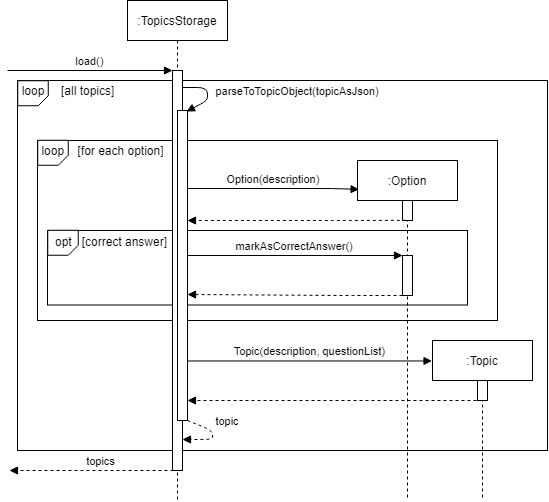 :TopicsStorage
load()
loop [all topics]
parseToTopicObject(topicAsJson)
loop [for each option]
Option(description)
:Option
opt [correct answer]
markAsCorrectAnswer()
Topic(description, questionList)
:Topic
topic
topics